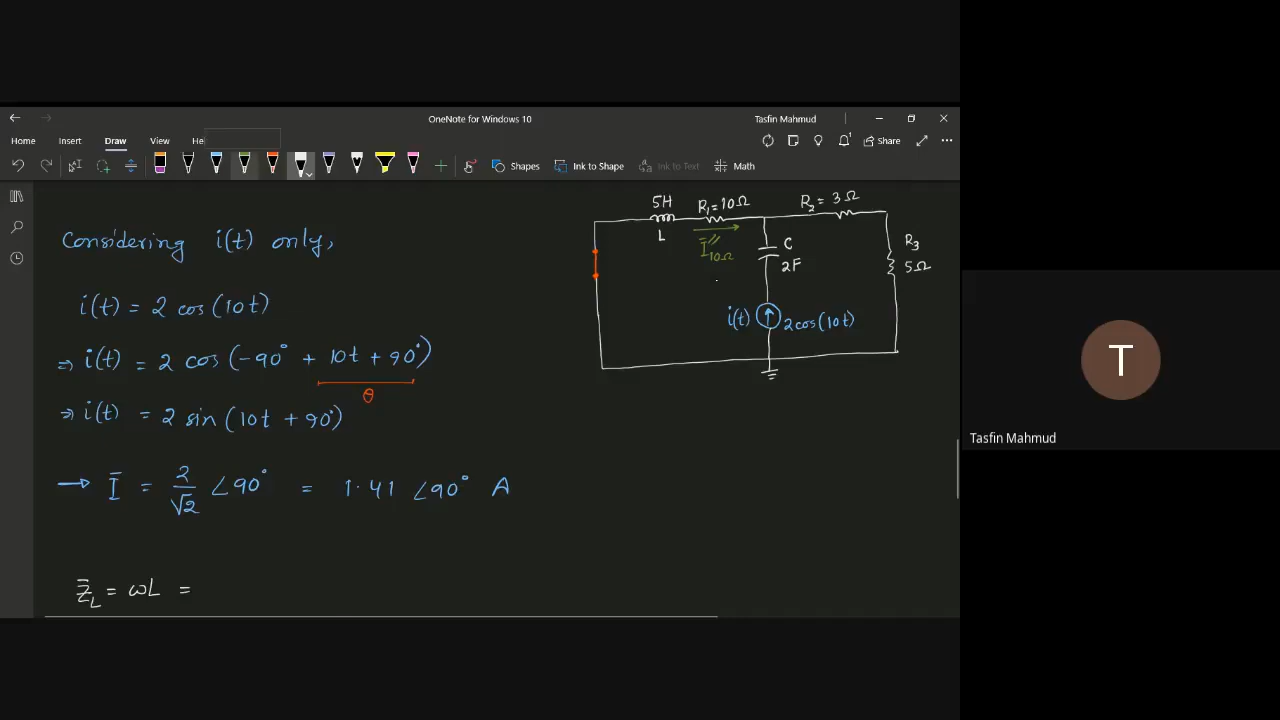 OneNote for Windows 10
Tasfin Mahmud
Home
Insert
Draw
View
He
Shapes
Ink to Shape
Ink to Text
Math
Share
Considering i(t) only,
i(t) = 2 cos(10t)
⇒ i(t) = 2 cos(-90° + 10t + 90°)
θ
⇒ i(t) = 2 sin(10t + 90°)
→ I̅ = 2/√2 ∠90° = 1.41 ∠90° A
Z̅L = ωL =
5H
L
R1=10Ω
R2= 3Ω
I̅″10Ω
C
2F
R3
5Ω
i(t)
2cos(10t)
T
Tasfin Mahmud